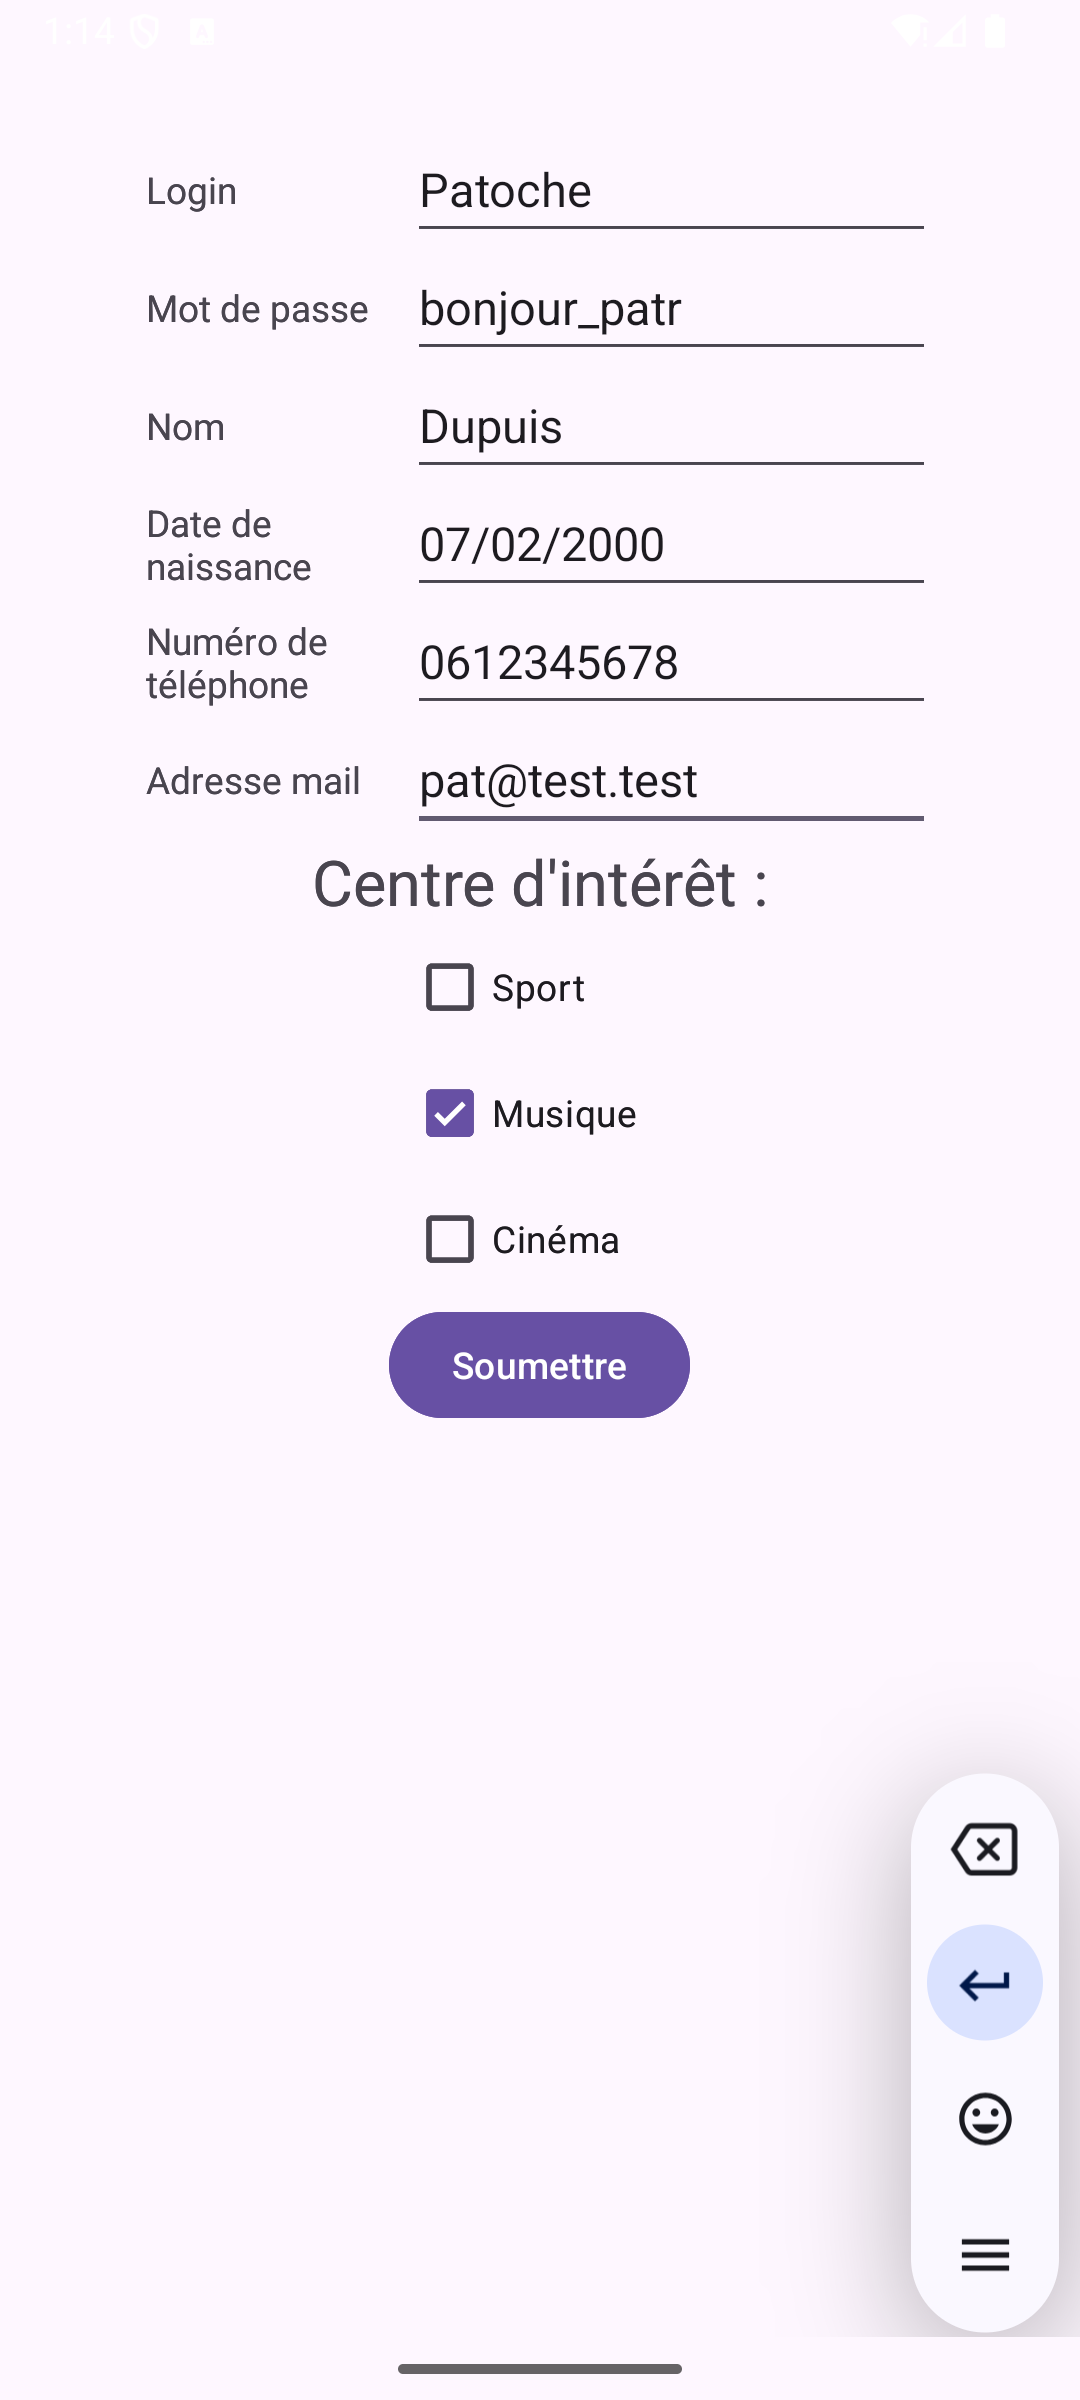 1:14
Login
Patoche
Mot de passe
bonjour_patr
Nom
Dupuis
Date de
naissance
07/02/2000
Numéro de
téléphone
0612345678
Adresse mail
pat@test.test
Centre d'intérêt :
Sport
Musique
Cinéma
Soumettre